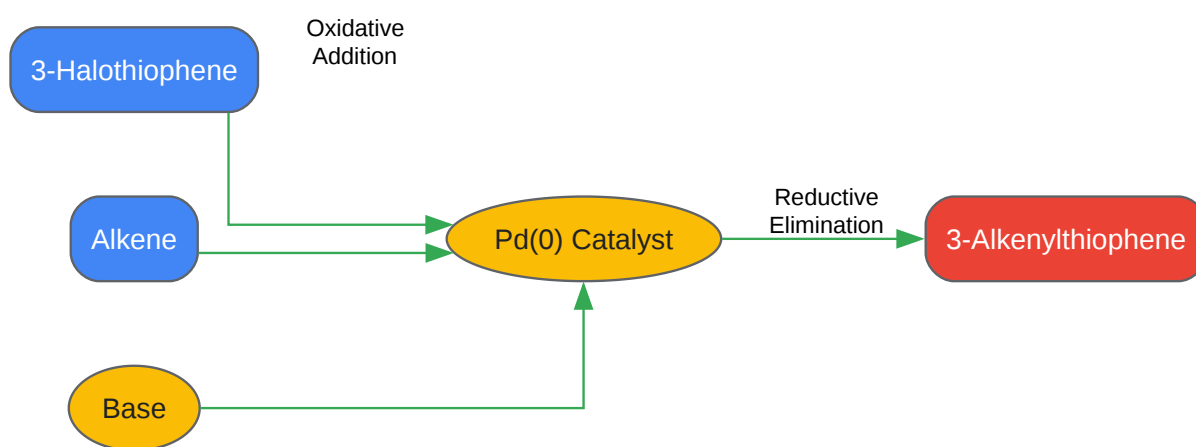 Oxidative
Addition
3-Halothiophene
Alkene
Pd(0) Catalyst
Reductive
Elimination
3-Alkenylthiophene
Base